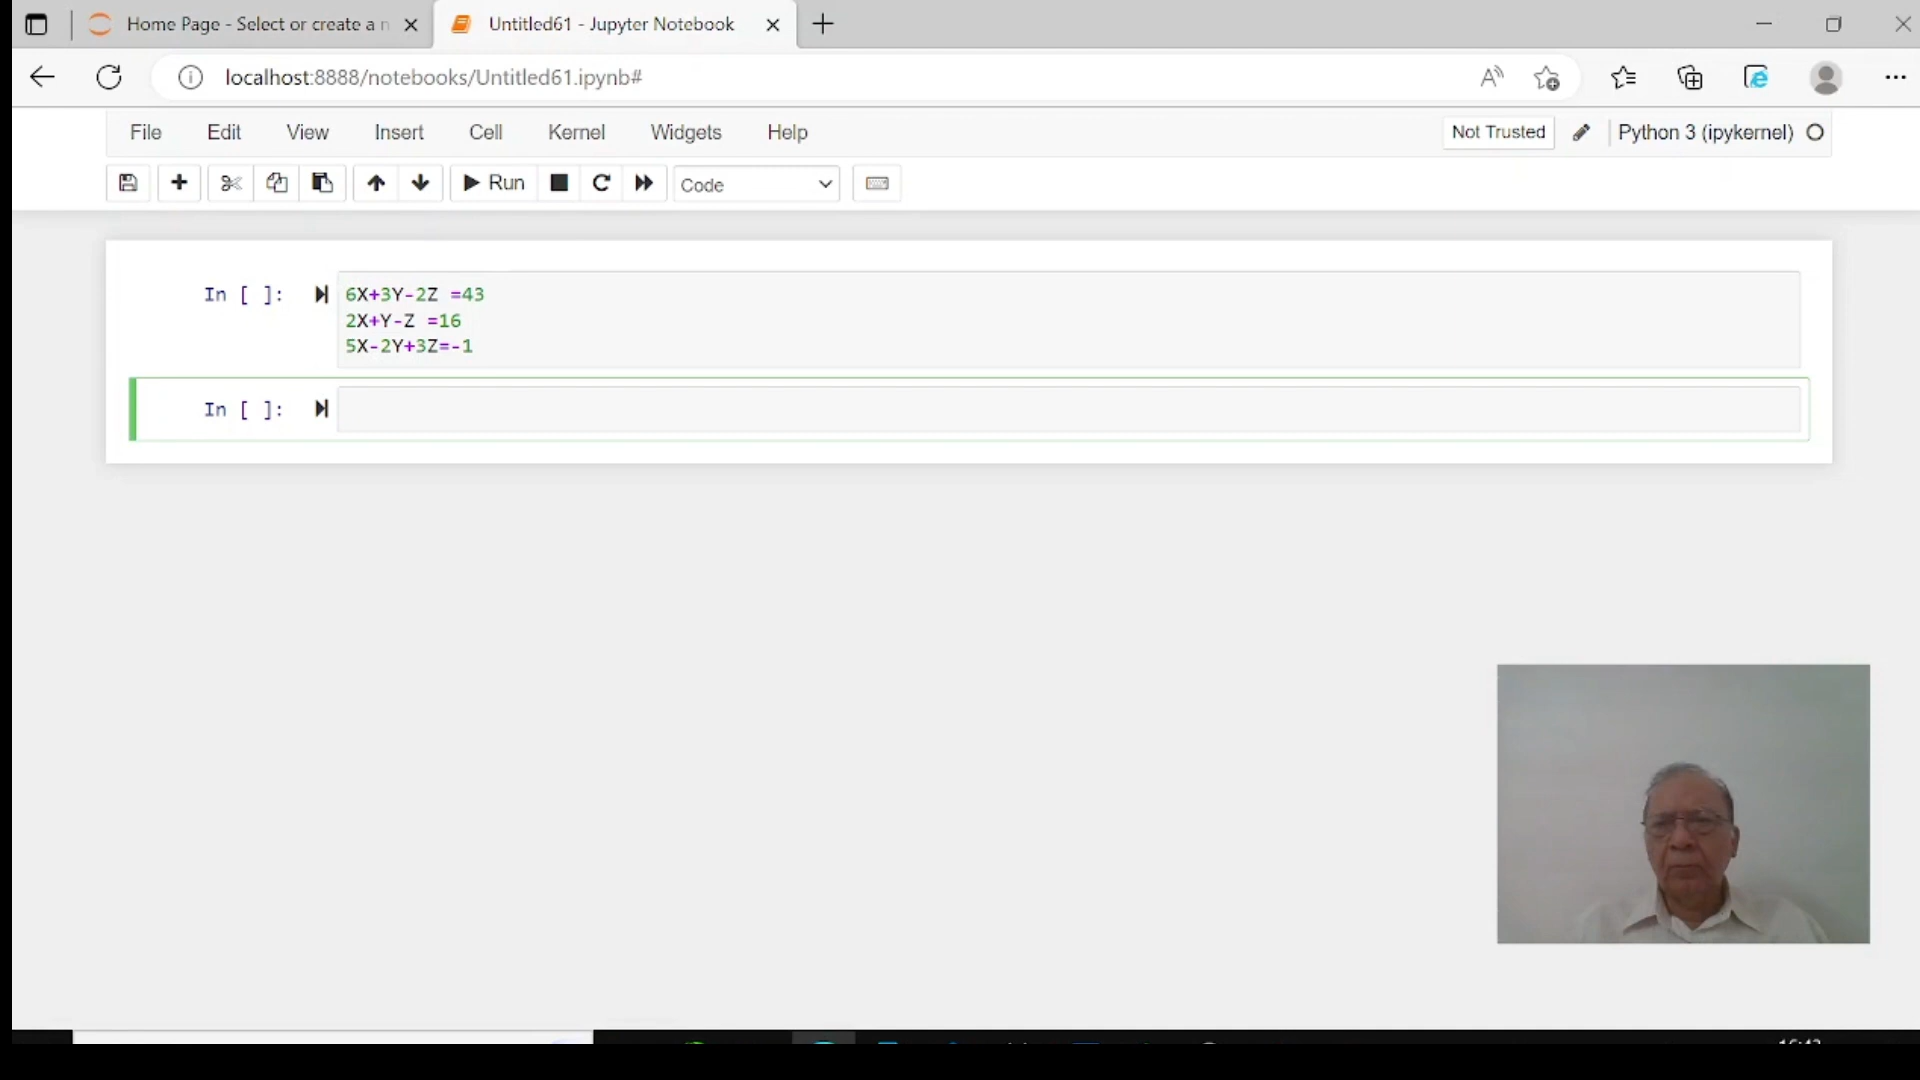 Home Page - Select or create a n
Untitled61 - Jupyter Notebook
localhost:8888/notebooks/Untitled61.ipynb#
File Edit View Insert Cell Kernel Widgets Help
Not Trusted
Python 3 (ipykernel)
Run
Code
In [ ]:
6X+3Y-2Z =43
2X+Y-Z =16
5X-2Y+3Z=-1
In [ ]: